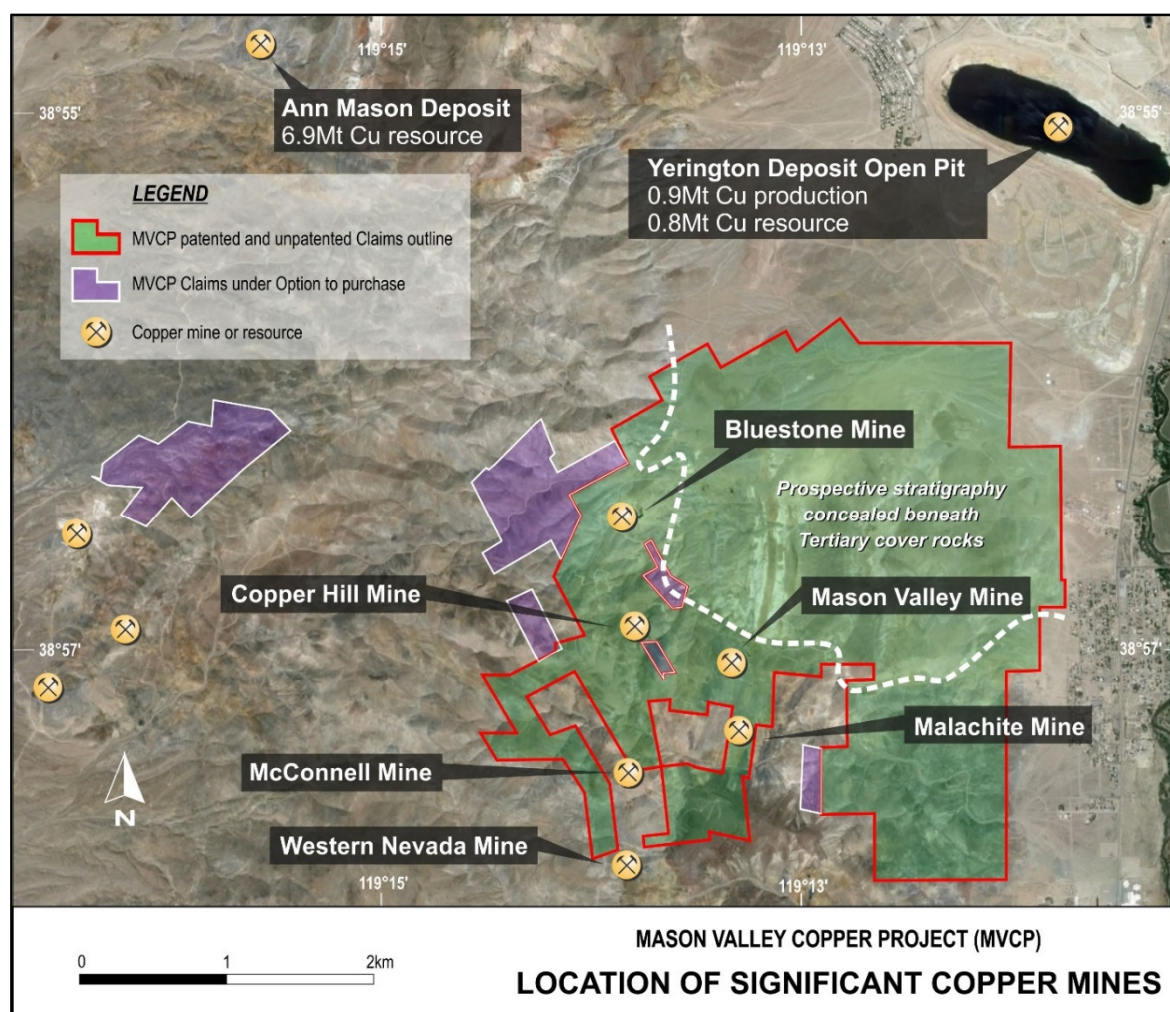 119°15'
119°13'
38°55'
38°55'
Ann Mason Deposit
6.9Mt Cu resource
Yerington Deposit Open Pit
0.9Mt Cu production
0.8Mt Cu resource
LEGEND
MVCP patented and unpatented Claims outline
MVCP Claims under Option to purchase
Copper mine or resource
Bluestone Mine
Prospective stratigraphy
concealed beneath
Tertiary cover rocks
Copper Hill Mine
Mason Valley Mine
38°57'
38°57'
Malachite Mine
McConnell Mine
N
Western Nevada Mine
119°15'
119°13'
0 1 2km
MASON VALLEY COPPER PROJECT (MVCP)
LOCATION OF SIGNIFICANT COPPER MINES